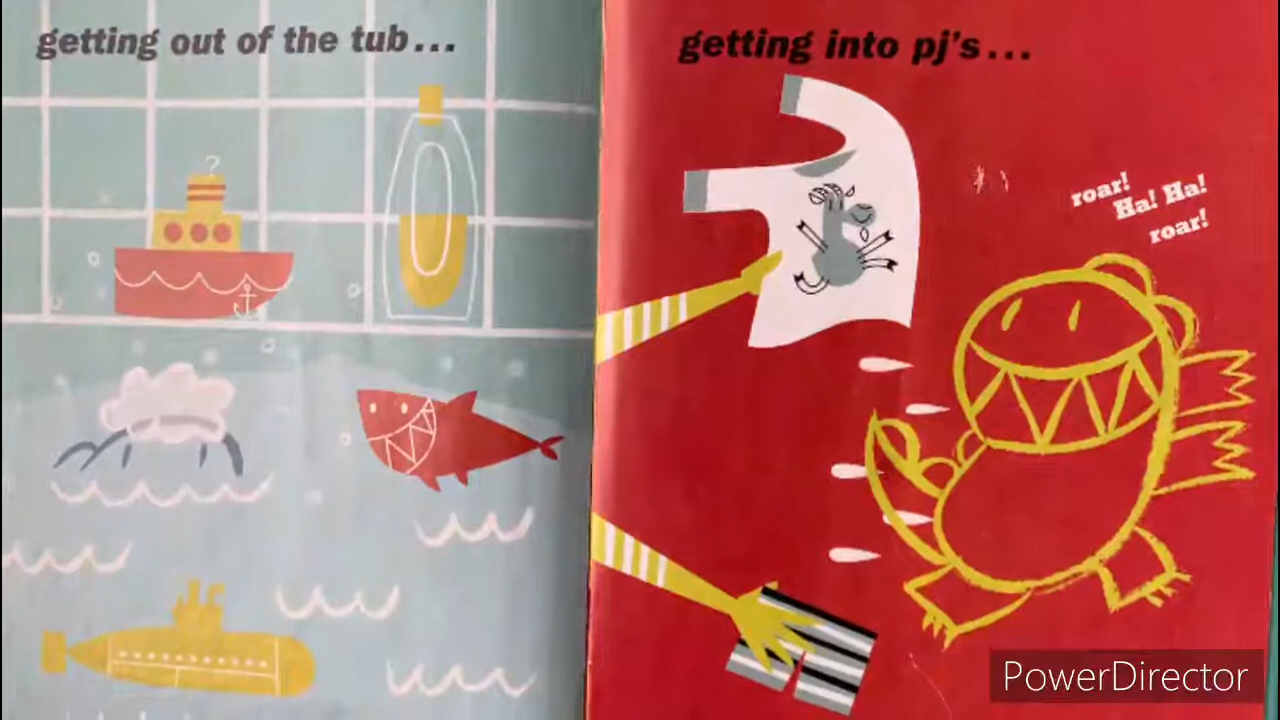 getting out of the tub...
getting into pj's...
roar!
Ha! Ha!
roar!
PowerDirector